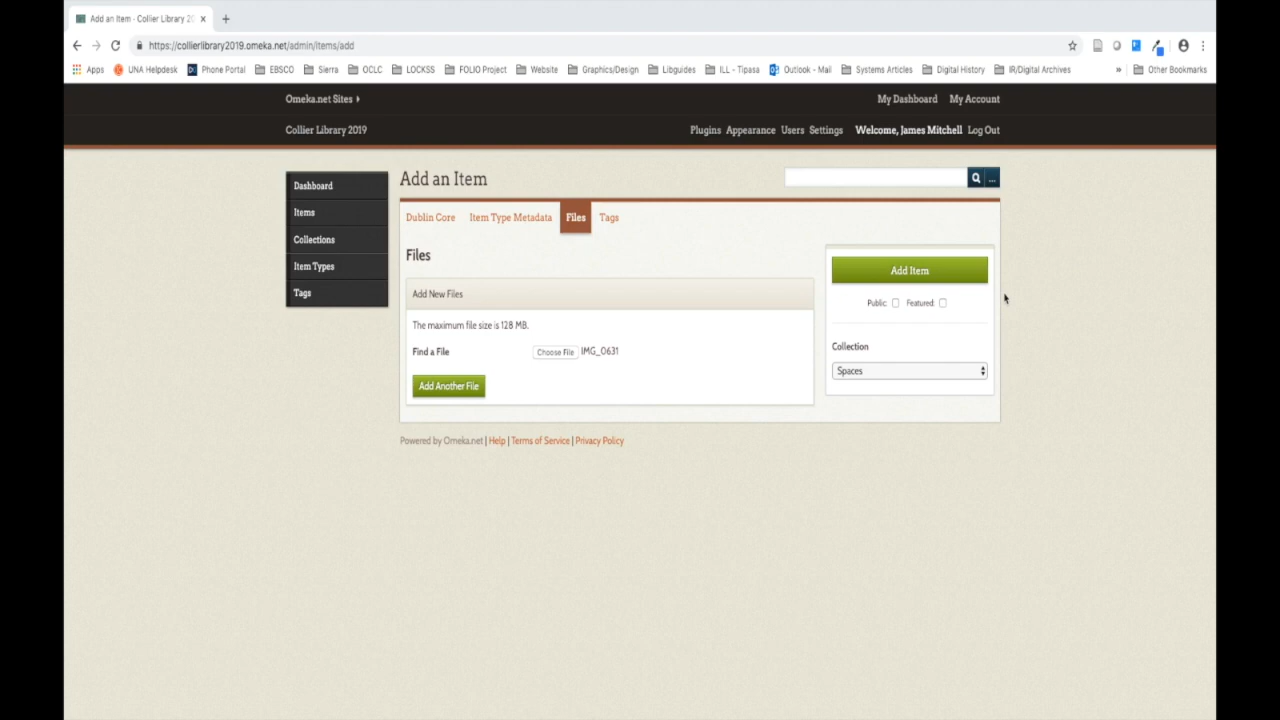 Add an Item · Collier Library 20
https://collierlibrary2019.omeka.net/admin/items/add
Apps UNA Helpdesk Phone Portal EBSCO Sierra OCLC LOCKSS FOLIO Project Website Graphics/Design Libguides ILL - Tipasa Outlook - Mail Systems Articles Digital History IR/Digital Archives » Other Bookmarks
Omeka.net Sites My Dashboard My Account
Collier Library 2019 Plugins Appearance Users Settings Welcome, James Mitchell Log Out
Add an Item ...
Dashboard
Items
Collections
Item Types
Tags
Dublin Core Item Type Metadata Files Tags
Files
Add New Files
The maximum file size is 128 MB.
Find a File Choose File IMG_0631
Add Another File
Add Item
Public: Featured:
Collection
Spaces
Powered by Omeka.net | Help | Terms of Service | Privacy Policy